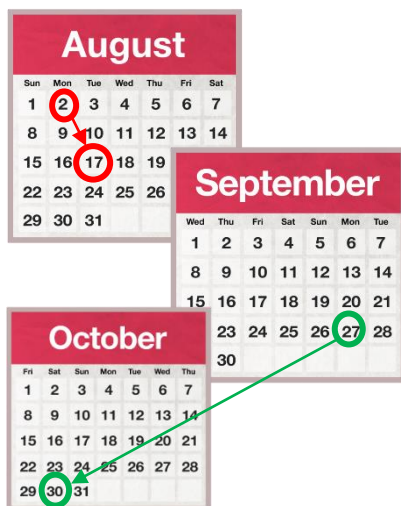 August
Sun Mon Tue Wed Thu Fri Sat
1 2 3 4 5 6 7
8 9 10 11 12 13 14
15 16 17 18 19
22 23 24 25 26
29 30 31
September
Wed Thu Fri Sat Sun Mon Tue
1 2 3 4 5 6 7
8 9 10 11 12 13 14
15 16 17 18 19 20 21
23 24 25 26 27 28
30
October
Fri Sat Sun Mon Tue Wed Thu
1 2 3 4 5 6 7
8 9 10 11 12 13 14
15 16 17 18 19 20 21
22 23 24 25 26 27 28
29 30 31